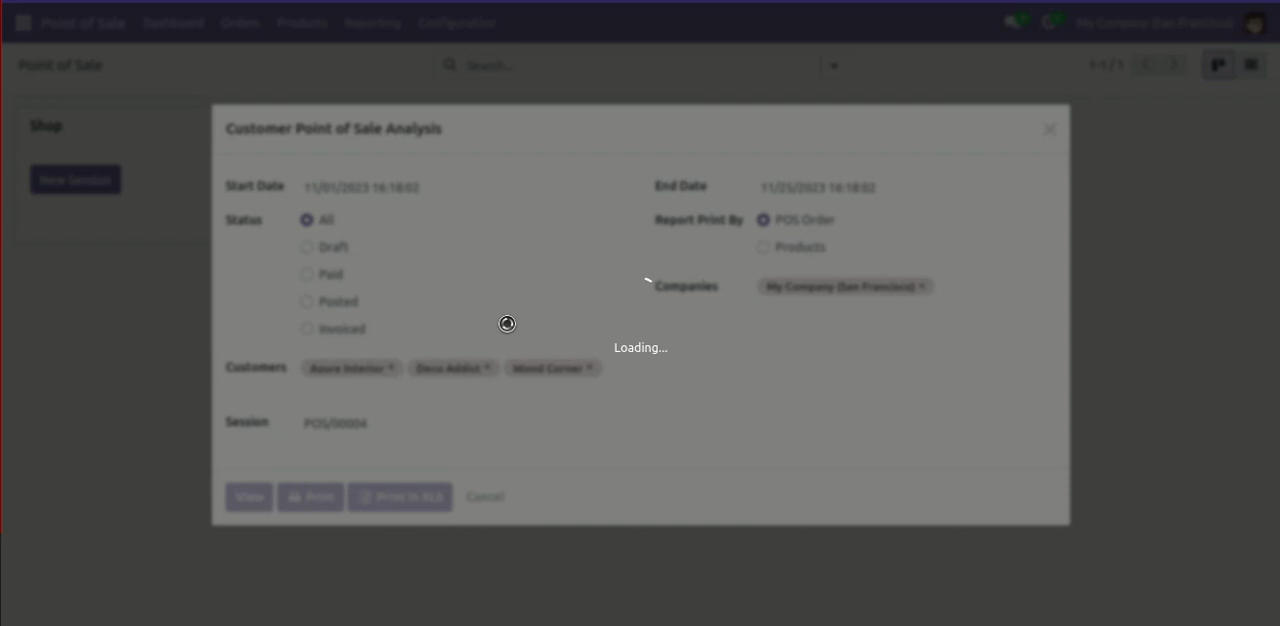 Point of Sale Dashboard Orders Products Reporting Configuration My Company (San Francisco)
Point of Sale Search... 1-1 / 1
Shop
New Session
Customer Point of Sale Analysis
Start Date 11/01/2023 16:18:02 End Date 11/25/2023 16:18:02
Status All Report Print By POS Order
Draft Products
Paid
Companies My Company (San Francisco) ×
Posted
Invoiced
Loading...
Customers Azure Interior × Deco Addict × Wood Corner ×
Session POS/00004
View Print Print in XLS Cancel